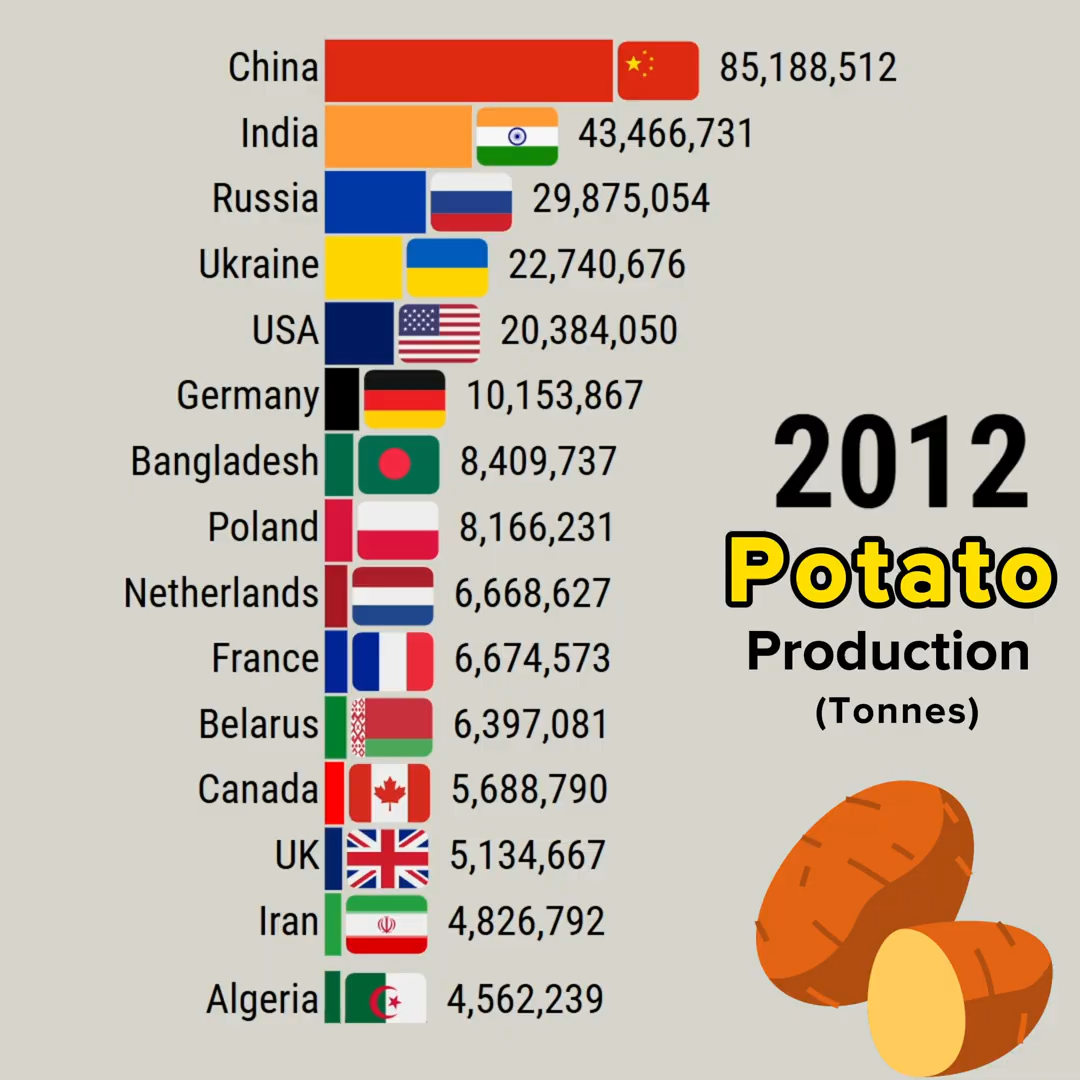 China 85,188,512
India 43,466,731
Russia 29,875,054
Ukraine 22,740,676
USA 20,384,050
Germany 10,153,867
Bangladesh 8,409,737
Poland 8,166,231
Netherlands 6,668,627
France 6,674,573
Belarus 6,397,081
Canada 5,688,790
UK 5,134,667
Iran 4,826,792
Algeria 4,562,239
2012
Potato
Production
(Tonnes)